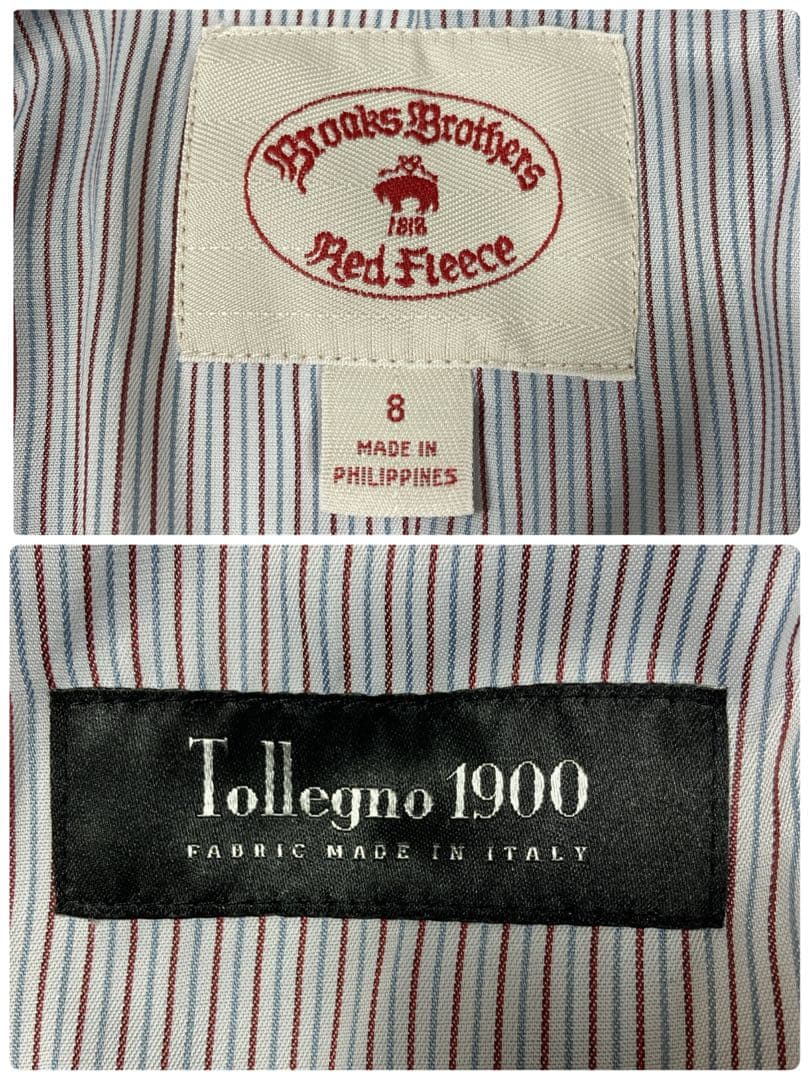 Brooks Brothers
1818
Red Fleece
8
MADE IN
PHILIPPINES
Tollegno 1900
FABRIC MADE IN ITALY